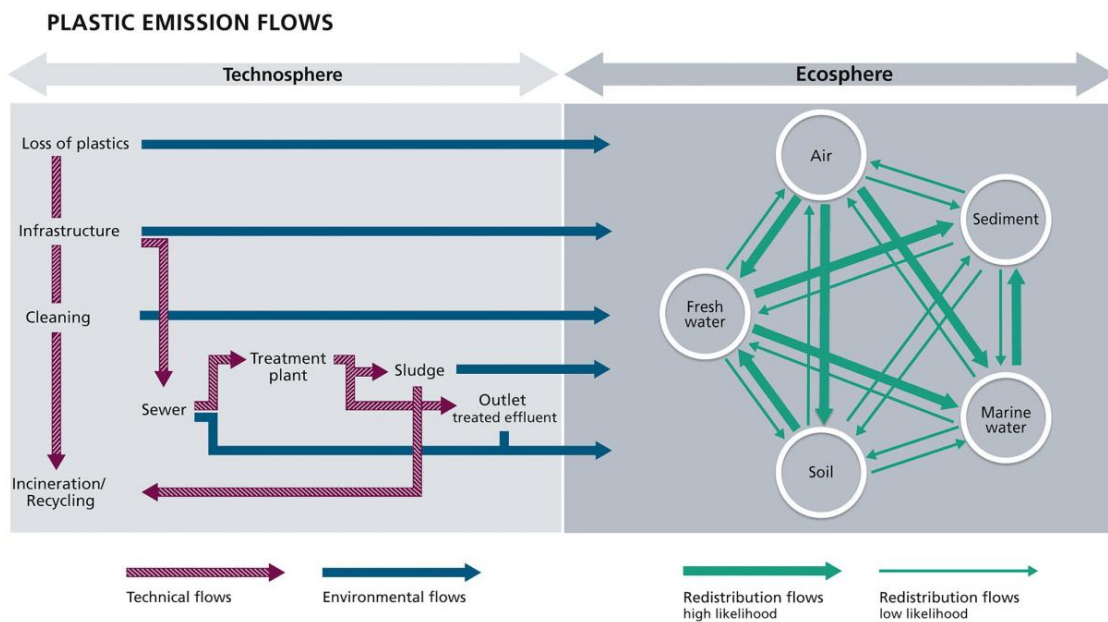 PLASTIC EMISSION FLOWS
Technosphere
Ecosphere
Loss of plastics
Infrastructure
Cleaning
Treatment
plant
Sludge
Sewer
Outlet
treated effluent
Incineration/
Recycling
Air
Sediment
Fresh
water
Marine
water
Soil
Technical flows
Environmental flows
Redistribution flows
high likelihood
Redistribution flows
low likelihood